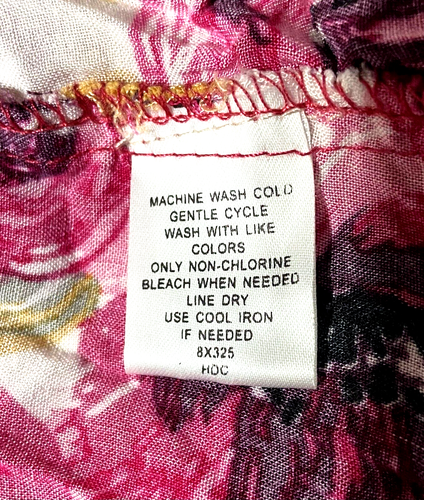 MACHINE WASH COLD
GENTLE CYCLE
WASH WITH LIKE
COLORS
ONLY NON-CHLORINE
BLEACH WHEN NEEDED
LINE DRY
USE COOL IRON
IF NEEDED
8X325
HDC